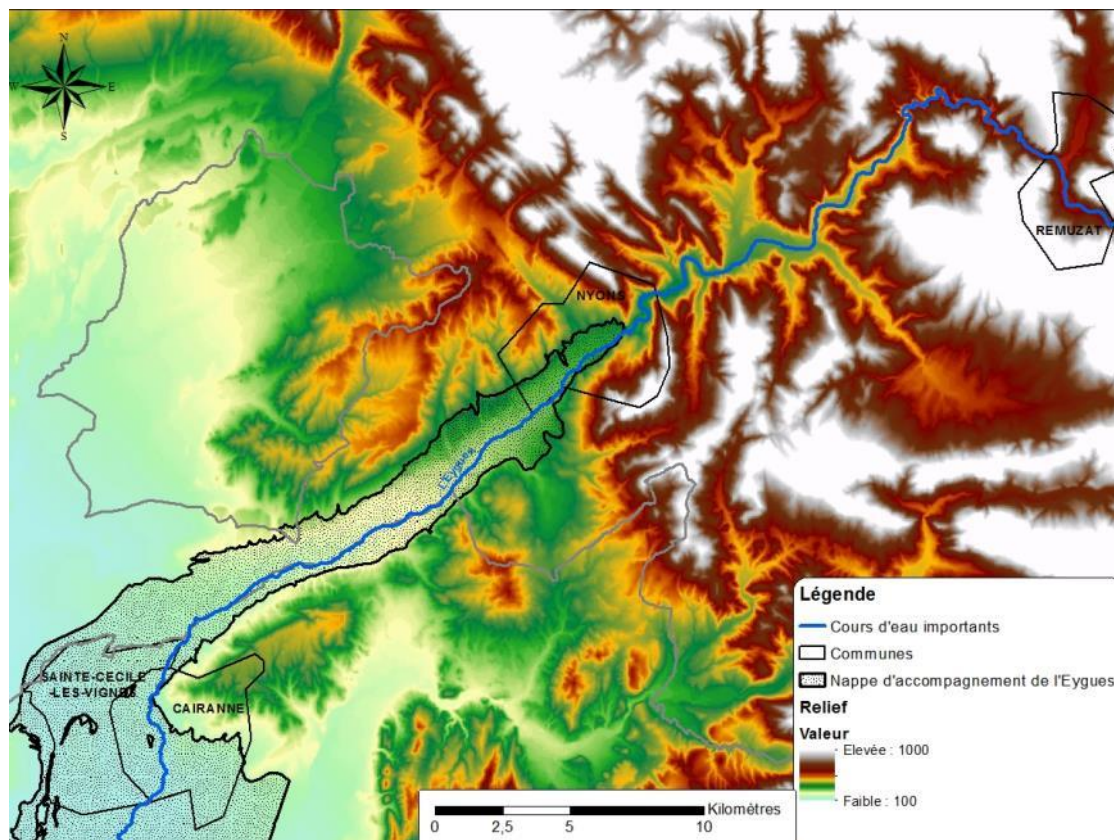 N
W E
S
NYONS
REMUZAT
L'Eygues
SAINTE-CECILE
-LES-VIGNES
CAIRANNE
Légende
Cours d'eau importants
Communes
Nappe d'accompagnement de l'Eygues
Relief
Valeur
Elevée : 1000
Faible : 100
Kilomètres
0 2,5 5 10